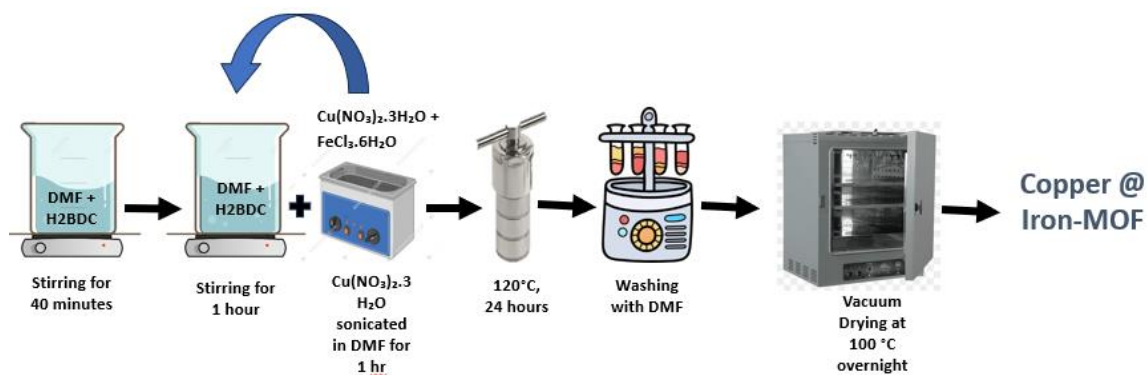 DMF +
H2BDC
Stirring for
40 minutes
DMF +
H2BDC
Stirring for
1 hour
+
Cu(NO₃)₂.3H₂O +
FeCl₃.6H₂O
Cu(NO₃)₂.3
H₂O
sonicated
in DMF for
1 hr
120°C,
24 hours
Washing
with DMF
Vacuum
Drying at
100 °C
overnight
Copper @
Iron-MOF